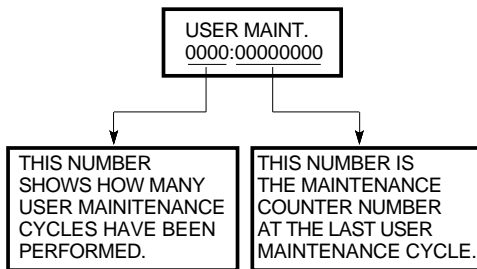 USER MAINT.
0000:00000000
THIS NUMBER
SHOWS HOW MANY
USER MAINITENANCE
CYCLES HAVE BEEN
PERFORMED.
THIS NUMBER IS
THE MAINTENANCE
COUNTER NUMBER
AT THE LAST USER
MAINTENANCE CYCLE.